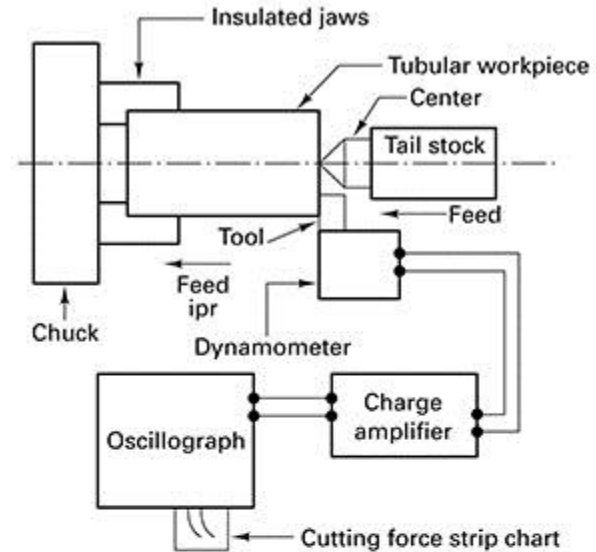 Insulated jaws
Tubular workpiece
Center
Tail stock
Feed
Tool
Feed
ipr
Chuck
Dynamometer
Oscillograph
Charge
amplifier
Cutting force strip chart